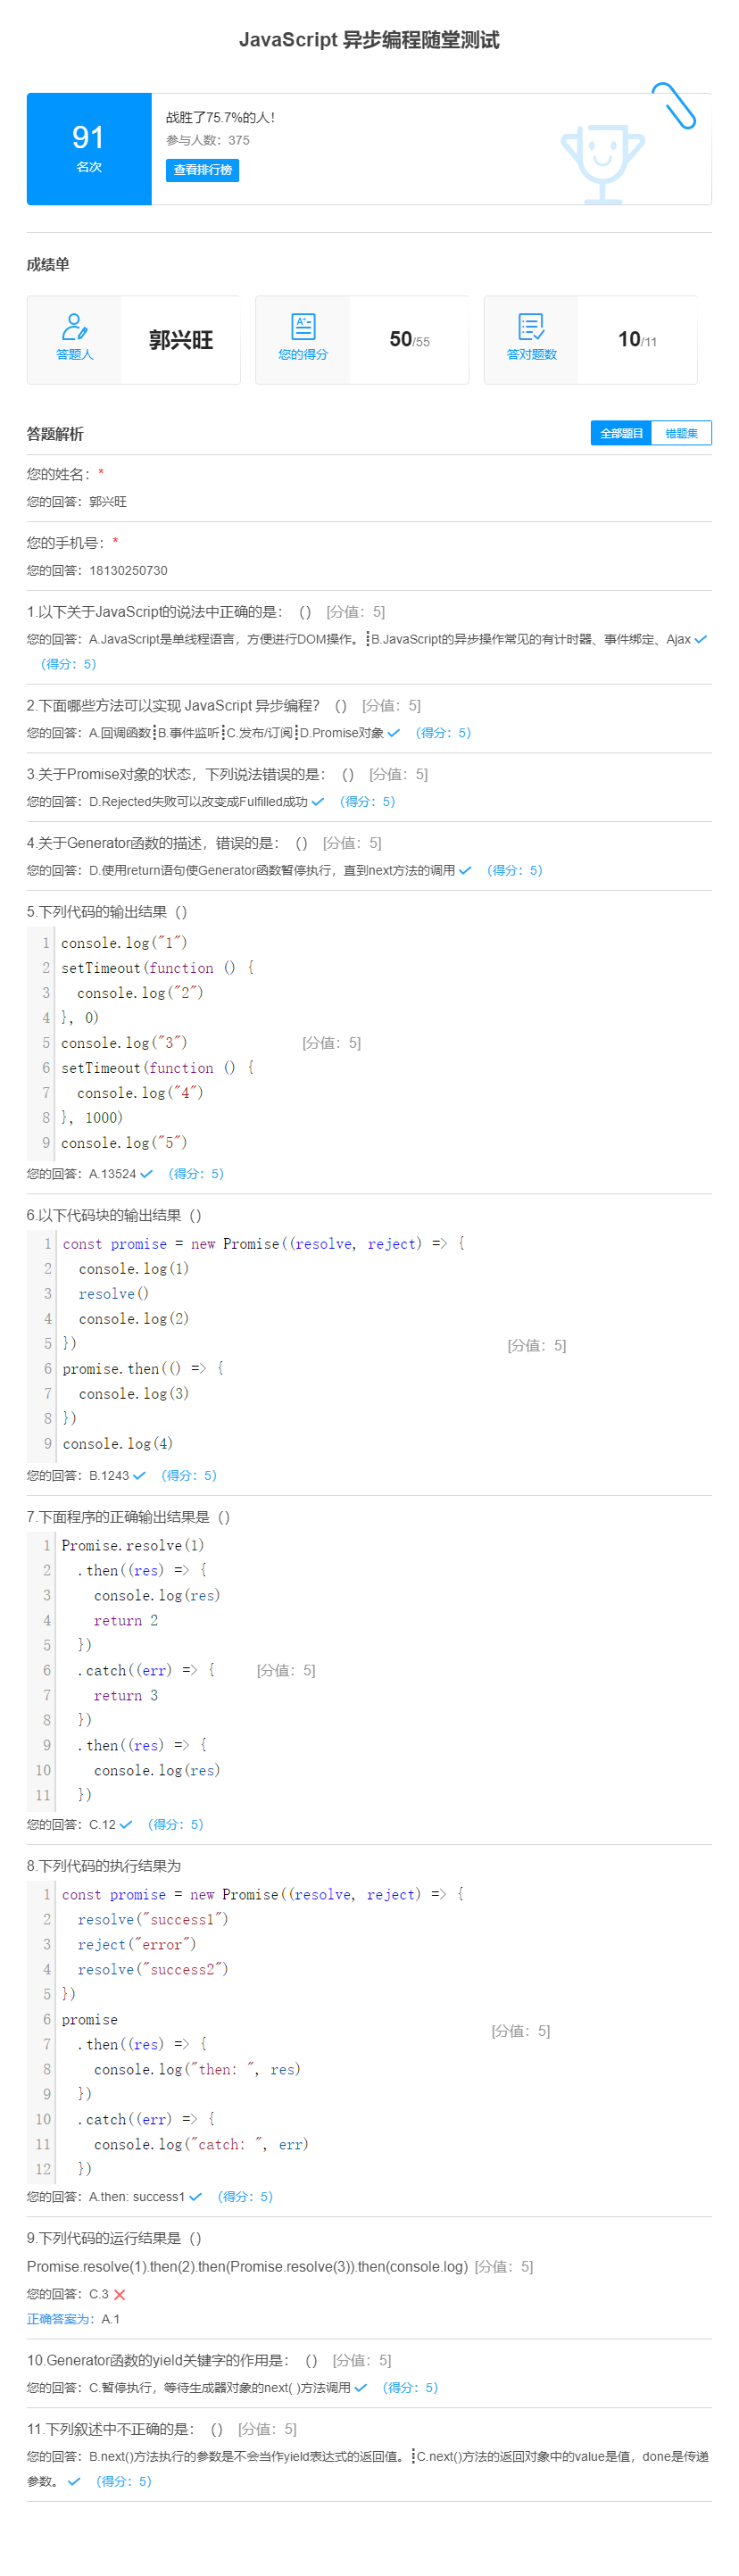 JavaScript 异步编程随堂测试
91
名次
战胜了75.7%的人!
参与人数：375
查看排行榜
成绩单
答题人
郭兴旺
您的得分
50/55
答对题数
10/11
答题解析
全部题目
错题集
您的姓名：*
您的回答：郭兴旺
您的手机号：*
您的回答：18130250730
1.以下关于JavaScript的说法中正确的是：（） [分值：5]
您的回答：A.JavaScript是单线程语言，方便进行DOM操作。┋B.JavaScript的异步操作常见的有计时器、事件绑定、Ajax
（得分：5）
2.下面哪些方法可以实现 JavaScript 异步编程？（） [分值：5]
您的回答：A.回调函数┋B.事件监听┋C.发布/订阅┋D.Promise对象 （得分：5）
3.关于Promise对象的状态，下列说法错误的是：（） [分值：5]
您的回答：D.Rejected失败可以改变成Fulfilled成功 （得分：5）
4.关于Generator函数的描述，错误的是：（） [分值：5]
您的回答：D.使用return语句使Generator函数暂停执行，直到next方法的调用 （得分：5）
5.下列代码的输出结果（）
1 console.log("1")
2 setTimeout(function () {
3   console.log("2")
4 }, 0)
5 console.log("3") [分值：5]
6 setTimeout(function () {
7   console.log("4")
8 }, 1000)
9 console.log("5")
您的回答：A.13524 （得分：5）
6.以下代码块的输出结果（）
1 const promise = new Promise((resolve, reject) => {
2   console.log(1)
3   resolve()
4   console.log(2)
5 }) [分值：5]
6 promise.then(() => {
7   console.log(3)
8 })
9 console.log(4)
您的回答：B.1243 （得分：5）
7.下面程序的正确输出结果是（）
1 Promise.resolve(1)
2   .then((res) => {
3     console.log(res)
4     return 2
5   })
6   .catch((err) => { [分值：5]
7     return 3
8   })
9   .then((res) => {
10     console.log(res)
11   })
您的回答：C.12 （得分：5）
8.下列代码的执行结果为
1 const promise = new Promise((resolve, reject) => {
2   resolve("success1")
3   reject("error")
4   resolve("success2")
5 })
6 promise [分值：5]
7   .then((res) => {
8     console.log("then: ", res)
9   })
10   .catch((err) => {
11     console.log("catch: ", err)
12   })
您的回答：A.then: success1 （得分：5）
9.下列代码的运行结果是（）
Promise.resolve(1).then(2).then(Promise.resolve(3)).then(console.log) [分值：5]
您的回答：C.3
正确答案为：A.1
10.Generator函数的yield关键字的作用是：（） [分值：5]
您的回答：C.暂停执行，等待生成器对象的next( )方法调用 （得分：5）
11.下列叙述中不正确的是：（） [分值：5]
您的回答：B.next()方法执行的参数是不会当作yield表达式的返回值。┋C.next()方法的返回对象中的value是值，done是传递
参数。 （得分：5）